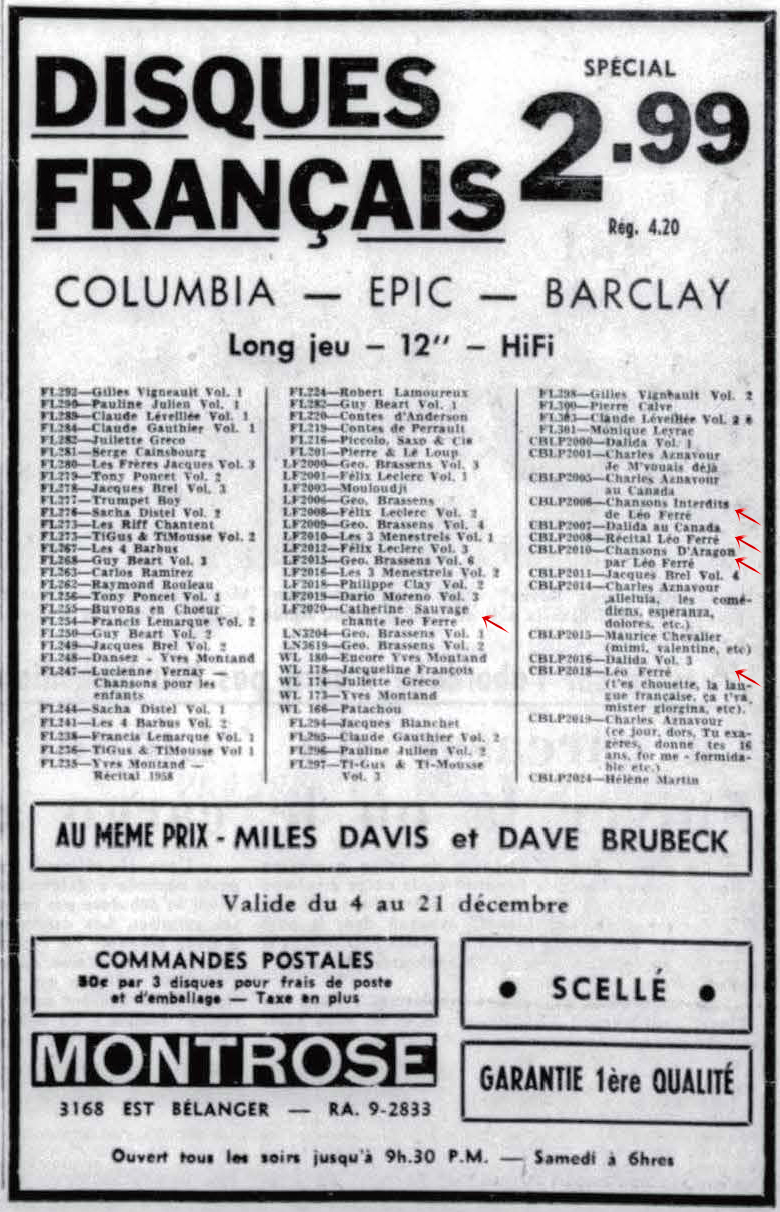 DISQUES
FRANÇAIS
SPÉCIAL
2.99
Rég. 4.20
COLUMBIA — EPIC — BARCLAY
Long jeu — 12" — HiFi
FL292—Gilles Vigneault Vol. 1
FL290—Pauline Julien Vol. 1
FL289—Claude Léveillée Vol. 1
FL284—Claude Gauthier Vol. 1
FL282—Juliette Greco
FL281—Serge Gainsbourg
FL280—Les Frères Jacques Vol. 3
FL279—Tony Poncet Vol. 2
FL278—Jacques Brel Vol. 3
FL277—Trumpet Boy
FL276—Sacha Distel Vol. 2
FL273—Les Riff Chantent
FL273—TiGus & TiMousse Vol. 2
FL267—Les 4 Barbus
FL268—Guy Beart Vol. 3
FL265—Carlos Ramirez
FL262—Raymond Rouleau
FL256—Tony Poncet Vol. 1
FL255—Buvons en Choeur
FL254—Francis Lemarque Vol. 2
FL250—Guy Beart Vol. 2
FL249—Jacques Brel Vol. 2
FL248—Dansez - Yves Montand
FL247—Lucienne Vernay —
Chansons pour les
enfants
FL244—Sacha Distel Vol. 1
FL241—Les 4 Barbus Vol. 2
FL238—Francis Lemarque Vol. 1
FL236—TiGus & TiMousse Vol 1
FL235—Yves Montand —
Récital 1958
FL224—Robert Lamoureux
FL282—Guy Beart Vol. 1
FL220—Contes d'Anderson
FL219—Contes de Perrault
FL216—Piccolo, Saxo & Cie
FL201—Pierre & Le Loup
LF2000—Geo. Brassens Vol. 3
LF2001—Félix Leclerc Vol. 1
LF2003—Mouloudji
LF2006—Geo. Brassens
LF2008—Félix Leclerc Vol. 2
LF2009—Geo. Brassens Vol. 4
LF2010—Les 3 Menestrels Vol. 1
LF2012—Félix Leclerc Vol. 3
LF2015—Geo. Brassens Vol. 6
LF2016—Les 3 Menestrels Vol. 2
LF2018—Philippe Clay Vol. 2
LF2019—Dario Moreno Vol. 3
LF2020—Catherine Sauvage
chante leo Ferre
LN3204—Geo. Brassens Vol. 1
LN3619—Geo. Brassens Vol. 2
WL 180—Encore Yves Montand
WL 178—Jacqueline François
WL 174—Juliette Greco
WL 173—Yves Montand
WL 166—Patachou
FL294—Jacques Blanchet
FL295—Claude Gauthier Vol. 2
FL296—Pauline Julien Vol. 2
FL297—Ti-Gus & Ti-Mousse
Vol. 3
FL298—Gilles Vigneault Vol. 2
FL300—Pierre Calve
FL303—Claude Léveillée Vol. 2
FL301—Monique Leyrac
CBLP2000—Dalida Vol. 1
CBLP2001—Charles Aznavour
Je M'vouais déjà
CBLP2005—Charles Aznavour
au Canada
CBLP2006—Chansons Interdits
de Léo Ferré
CBLP2007—Dalida au Canada
CBLP2008—Récital Léo Ferré
CBLP2010—Chansons D'Aragon
par Léo Ferré
CBLP2011—Jacques Brel Vol. 4
CBLP2014—Charles Aznavour
alleluia, les comé-
diens, esperanza,
dolores, etc.)
CBLP2015—Maurice Chevalier
(mimi, valentine, etc)
CBLP2016—Dalida Vol. 3
CBLP2018—Léo Ferré
(t'es chouette, la lan-
gue française, ça t'va,
mister giorgina, etc).
CBLP2019—Charles Aznavour
(ce jour, dors, Tu exa-
gères, donne tes 16
ans, for me - formida-
ble etc.)
CBLP2024—Hélène Martin
AU MEME PRIX - MILES DAVIS et DAVE BRUBECK
Valide du 4 au 21 décembre
COMMANDES POSTALES
50c par 3 disques pour frais de poste
et d'emballage — Taxe en plus
• SCELLÉ •
MONTROSE
3168 EST BÉLANGER — RA. 9-2833
GARANTIE 1ère QUALITÉ
Ouvert tous les soirs jusqu'à 9h.30 P.M. — Samedi à 6hres